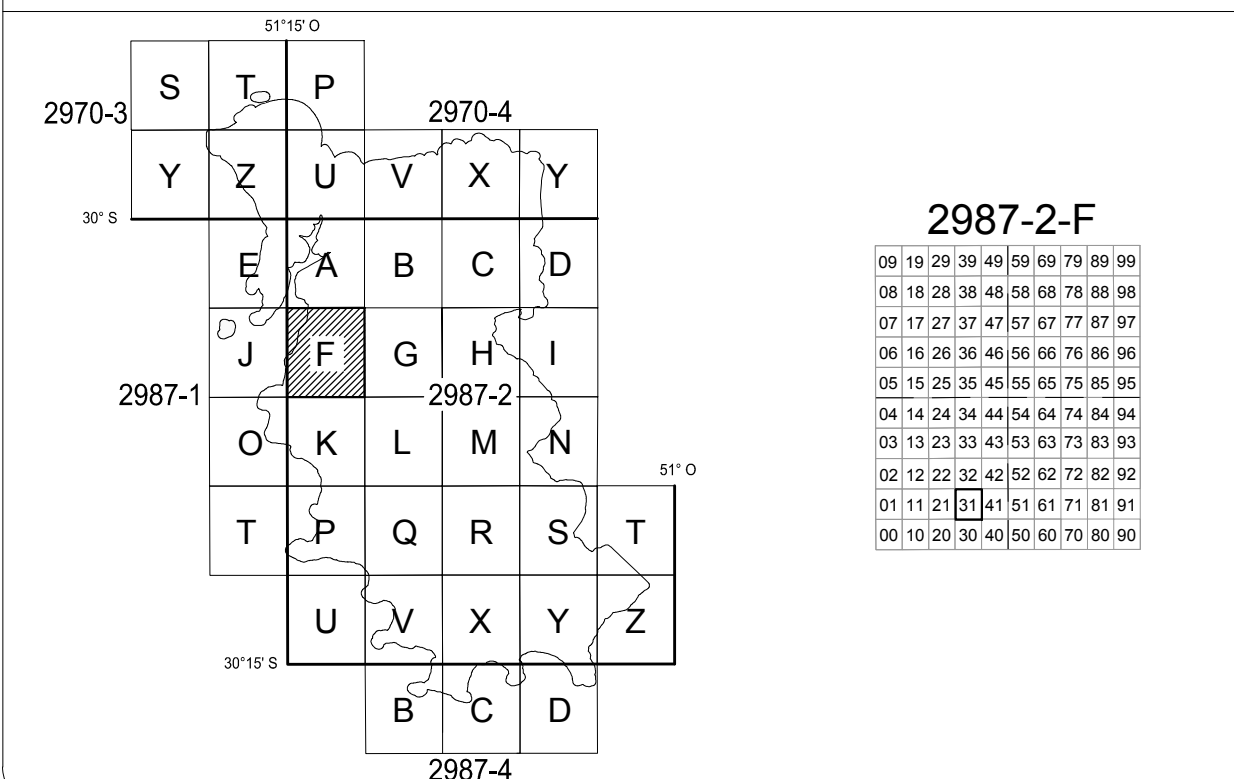 51°15' O
S T P
2970-3 2970-4
Y Z U V X Y
30° S
E A B C D
J F G H I
2987-1 2987-2
O K L M N
51° O
T P Q R S T
U V X Y Z
30°15' S
B C D
2987-4
2987-2-F
09 19 29 39 49 59 69 79 89 99
08 18 28 38 48 58 68 78 88 98
07 17 27 37 47 57 67 77 87 97
06 16 26 36 46 56 66 76 86 96
05 15 25 35 45 55 65 75 85 95
04 14 24 34 44 54 64 74 84 94
03 13 23 33 43 53 63 73 83 93
02 12 22 32 42 52 62 72 82 92
01 11 21 31 41 51 61 71 81 91
00 10 20 30 40 50 60 70 80 90